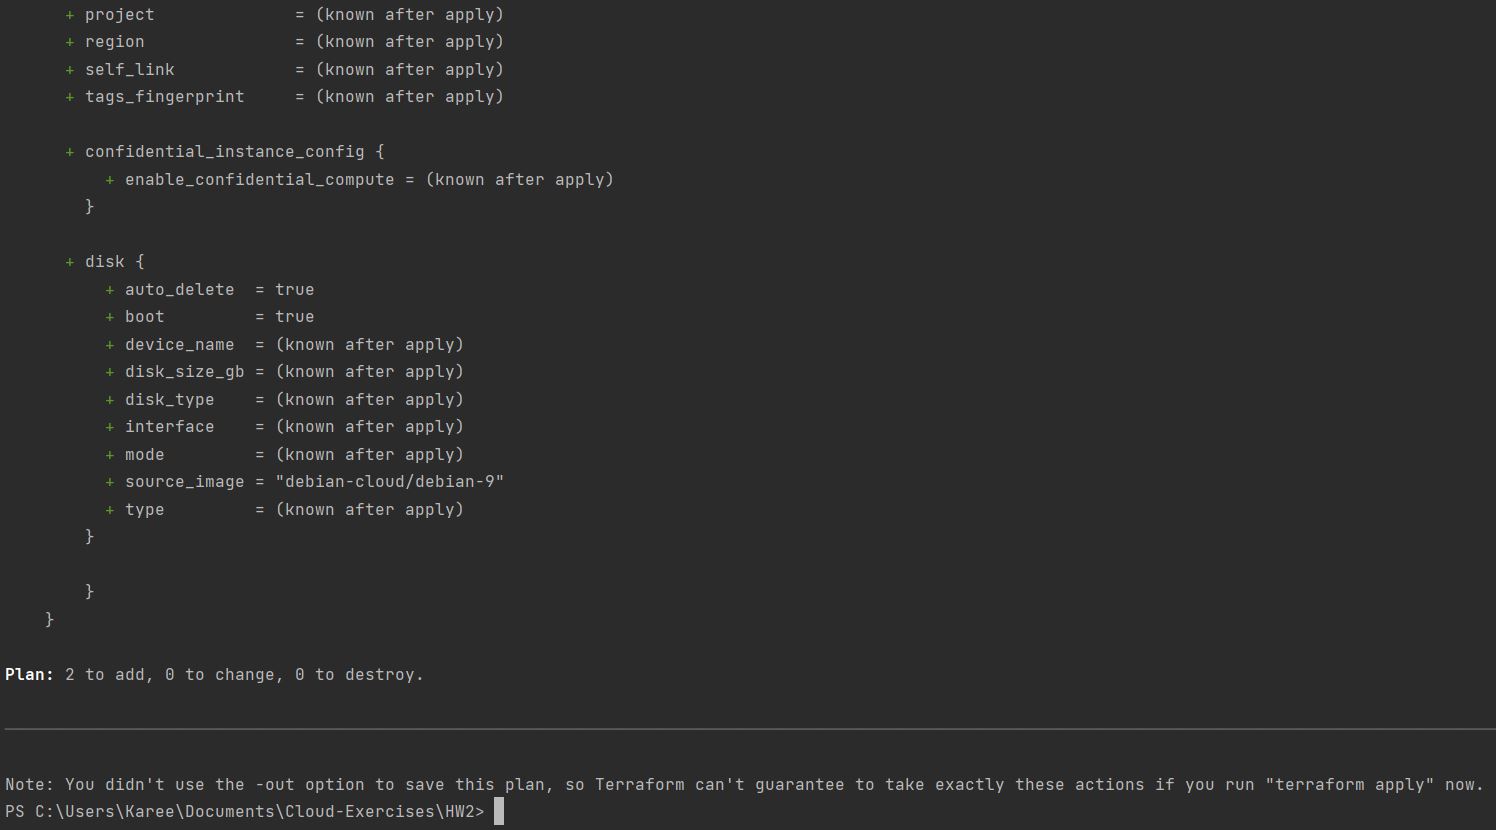 + project              = (known after apply)
+ region               = (known after apply)
+ self_link            = (known after apply)
+ tags_fingerprint     = (known after apply)
+ confidential_instance_config {
+ enable_confidential_compute = (known after apply)
}
+ disk {
+ auto_delete  = true
+ boot         = true
+ device_name  = (known after apply)
+ disk_size_gb = (known after apply)
+ disk_type    = (known after apply)
+ interface    = (known after apply)
+ mode         = (known after apply)
+ source_image = "debian-cloud/debian-9"
+ type         = (known after apply)
}
}
}
Plan: 2 to add, 0 to change, 0 to destroy.
Note: You didn't use the -out option to save this plan, so Terraform can't guarantee to take exactly these actions if you run "terraform apply" now.
PS C:\Users\Karee\Documents\Cloud-Exercises\HW2>